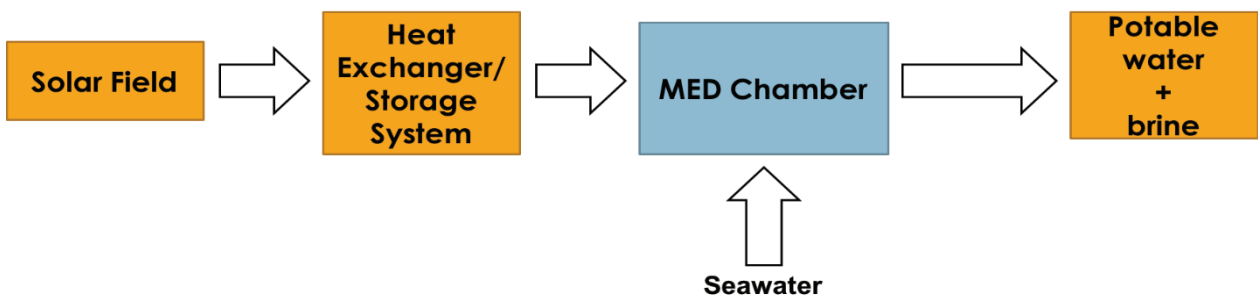 Solar Field
Heat
Exchanger/
Storage
System
MED Chamber
Potable
water
+
brine
Seawater